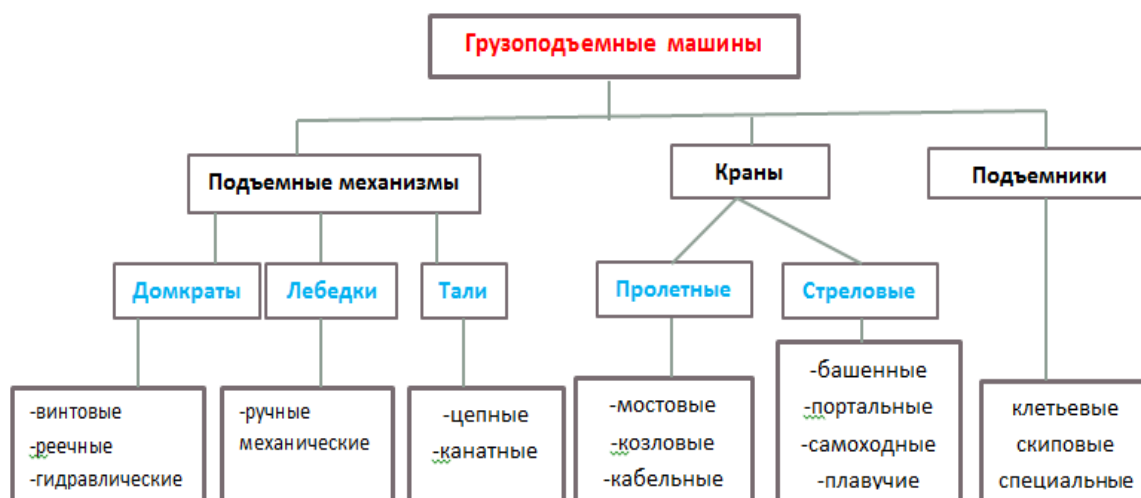 Грузоподъемные машины
Подъемные механизмы
Краны
Подъемники
Домкраты
Лебедки
Тали
Пролетные
Стреловые
-винтовые
-реечные
-гидравлические
-ручные
механические
-цепные
-канатные
-мостовые
-козловые
-кабельные
-башенные
-портальные
-самоходные
-плавучие
клетьевые
скиповые
специальные